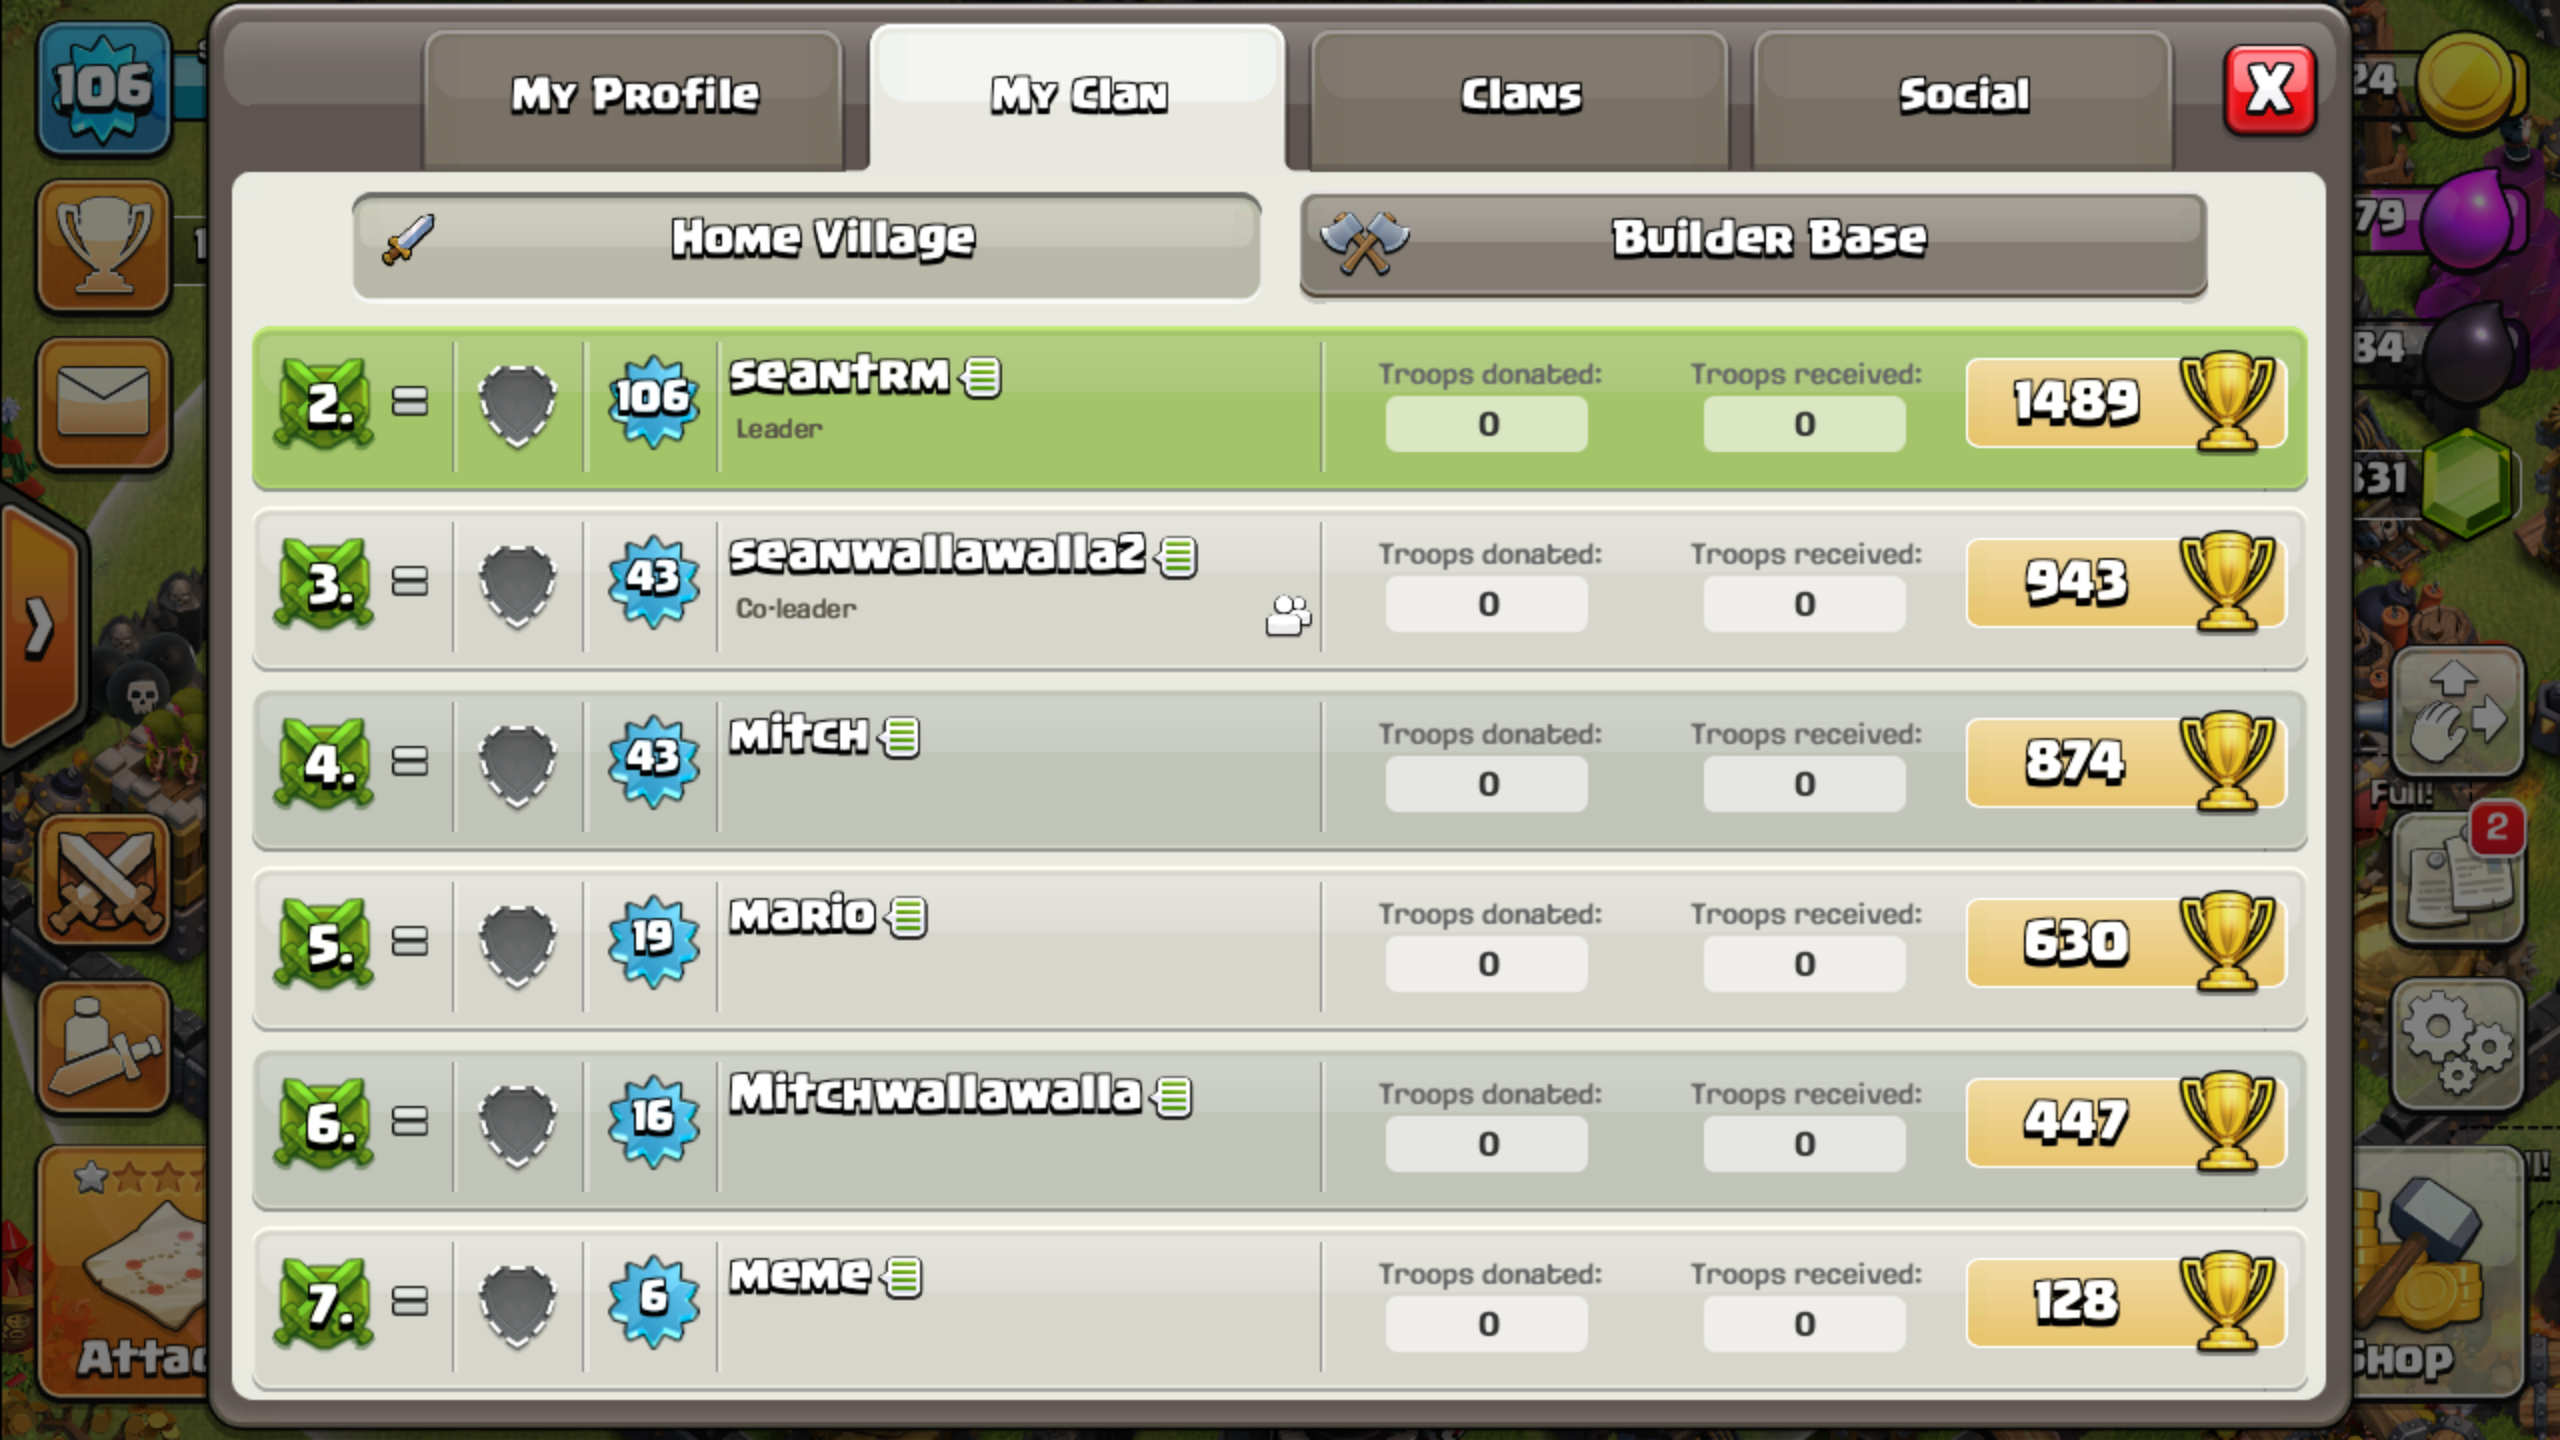 106
My Profile
My Clan
Clans
Social
X
24
Home Village
Builder Base
79
2. = 106 seantrm
Leader
Troops donated: 0
Troops received: 0
1489
84
331
3. = 43 seanwallawalla2
Co-leader
Troops donated: 0
Troops received: 0
943
4. = 43 mitch
Troops donated: 0
Troops received: 0
874
Full!
2
5. = 19 mario
Troops donated: 0
Troops received: 0
630
6. = 16 Mitchwallawalla
Troops donated: 0
Troops received: 0
447
7. = 6 meme
Troops donated: 0
Troops received: 0
128
Attac
Shop